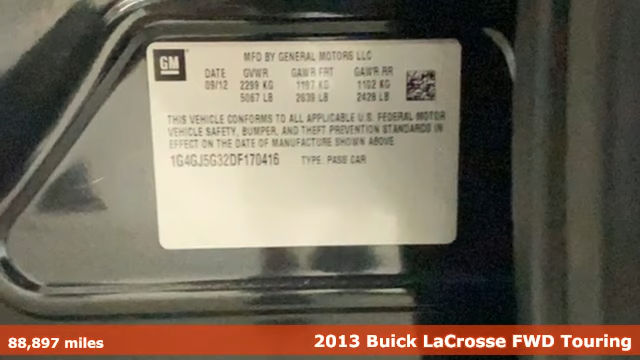 GM
MFD BY GENERAL MOTORS LLC
DATE GVWR GAWR FRT GAWR RR
09/12 2299 KG 1197 KG 1102 KG
5067 LB 2639 LB 2428 LB
THIS VEHICLE CONFORMS TO ALL APPLICABLE U.S. FEDERAL MOTOR
VEHICLE SAFETY, BUMPER, AND THEFT PREVENTION STANDARDS IN
EFFECT ON THE DATE OF MANUFACTURE SHOWN ABOVE
1G4GJ5G32DF170416 TYPE: PASS CAR
88,897 miles
2013 Buick LaCrosse FWD Touring